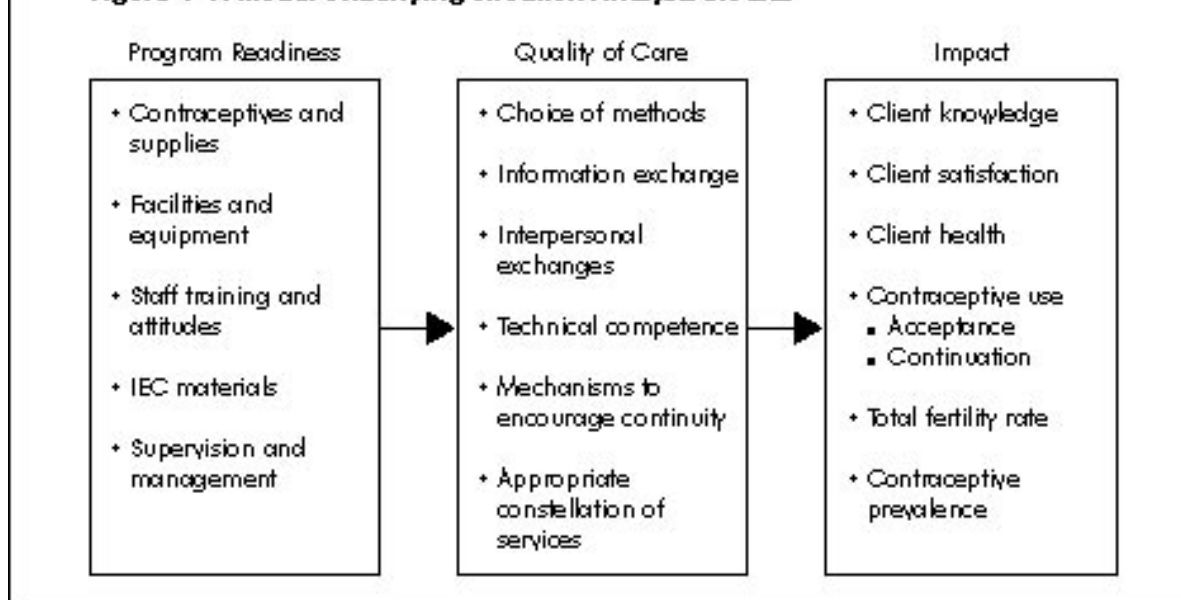 Program Readiness
Quality of Care
Impact
Contraceptives and
supplies
Facilities and
equipment
Staff training and
attitudes
IEC materials
Supervision and
management
Choice of methods
Information exchange
Interpersonal
exchanges
Technical competence
Mechanisms to
encourage continuity
Appropriate
constellation of
services
Client knowledge
Client satisfaction
Client health
Contraceptive use
Acceptance
Continuation
Total fertility rate
Contraceptive
prevalence